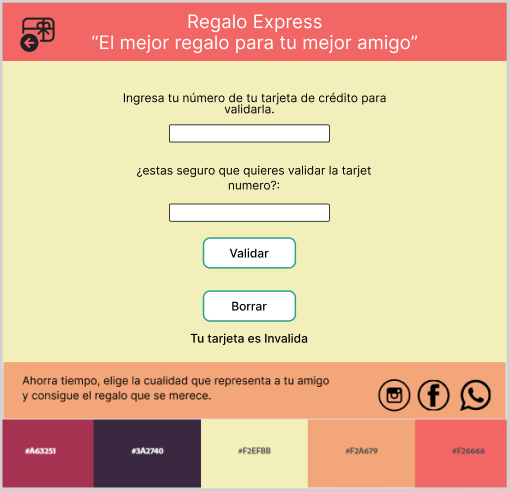 Regalo Express
“El mejor regalo para tu mejor amigo”
Ingresa tu número de tu tarjeta de crédito para
validarla.
¿estas seguro que quieres validar la tarjet
numero?:
Validar
Borrar
Tu tarjeta es Invalida
Ahorra tiempo, elige la cualidad que representa a tu amigo
y consigue el regalo que se merece.
#A63251 #3A2740 #F2EFBB #F2A679 #F26666